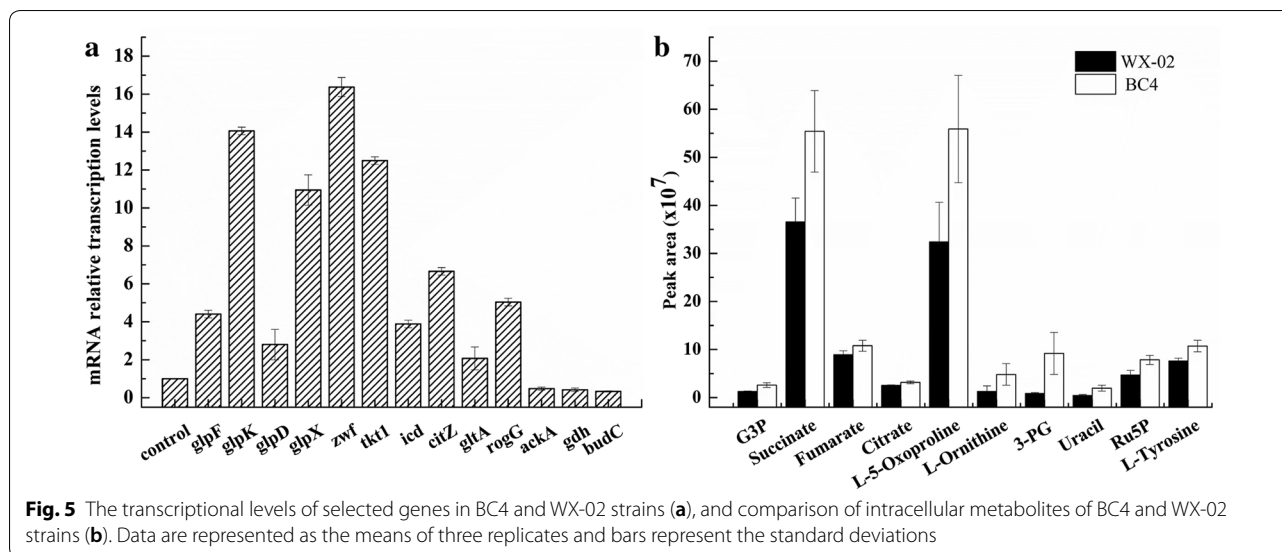 a
mRNA relative transcription levels
18
16
14
12
10
8
6
4
2
0
control
glpF
glpK
glpD
glpX
zwf
tkt1
icd
citZ
gltA
rogG
ackA
gdh
budC
b
Peak area (x10⁷)
70
60
50
40
30
20
10
0
WX-02
BC4
G3P
Succinate
Fumarate
Citrate
L-5-Oxoproline
L-Ornithine
3-PG
Uracil
Ru5P
L-Tyrosine
Fig. 5 The transcriptional levels of selected genes in BC4 and WX-02 strains (a), and comparison of intracellular metabolites of BC4 and WX-02
strains (b). Data are represented as the means of three replicates and bars represent the standard deviations